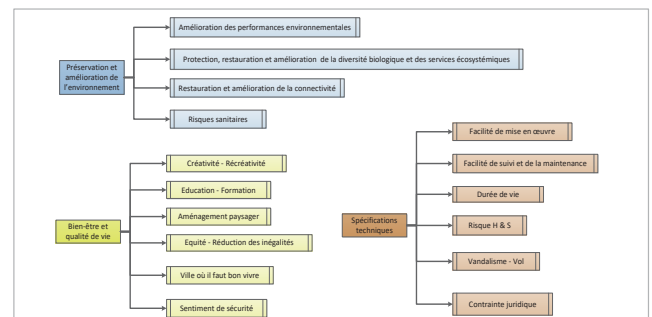 Préservation et
amélioration de
l'environnement
Amélioration des performances environnementales
Protection, restauration et amélioration de la diversité biologique et des services écosystémiques
Restauration et amélioration de la connectivité
Risques sanitaires
Bien-être et
qualité de vie
Créativité - Récréativité
Education - Formation
Aménagement paysager
Equité - Réduction des inégalités
Ville où il faut bon vivre
Sentiment de sécurité
Spécifications
techniques
Facilité de mise en œuvre
Facilité de suivi et de la maintenance
Durée de vie
Risque H & S
Vandalisme - Vol
Contrainte juridique